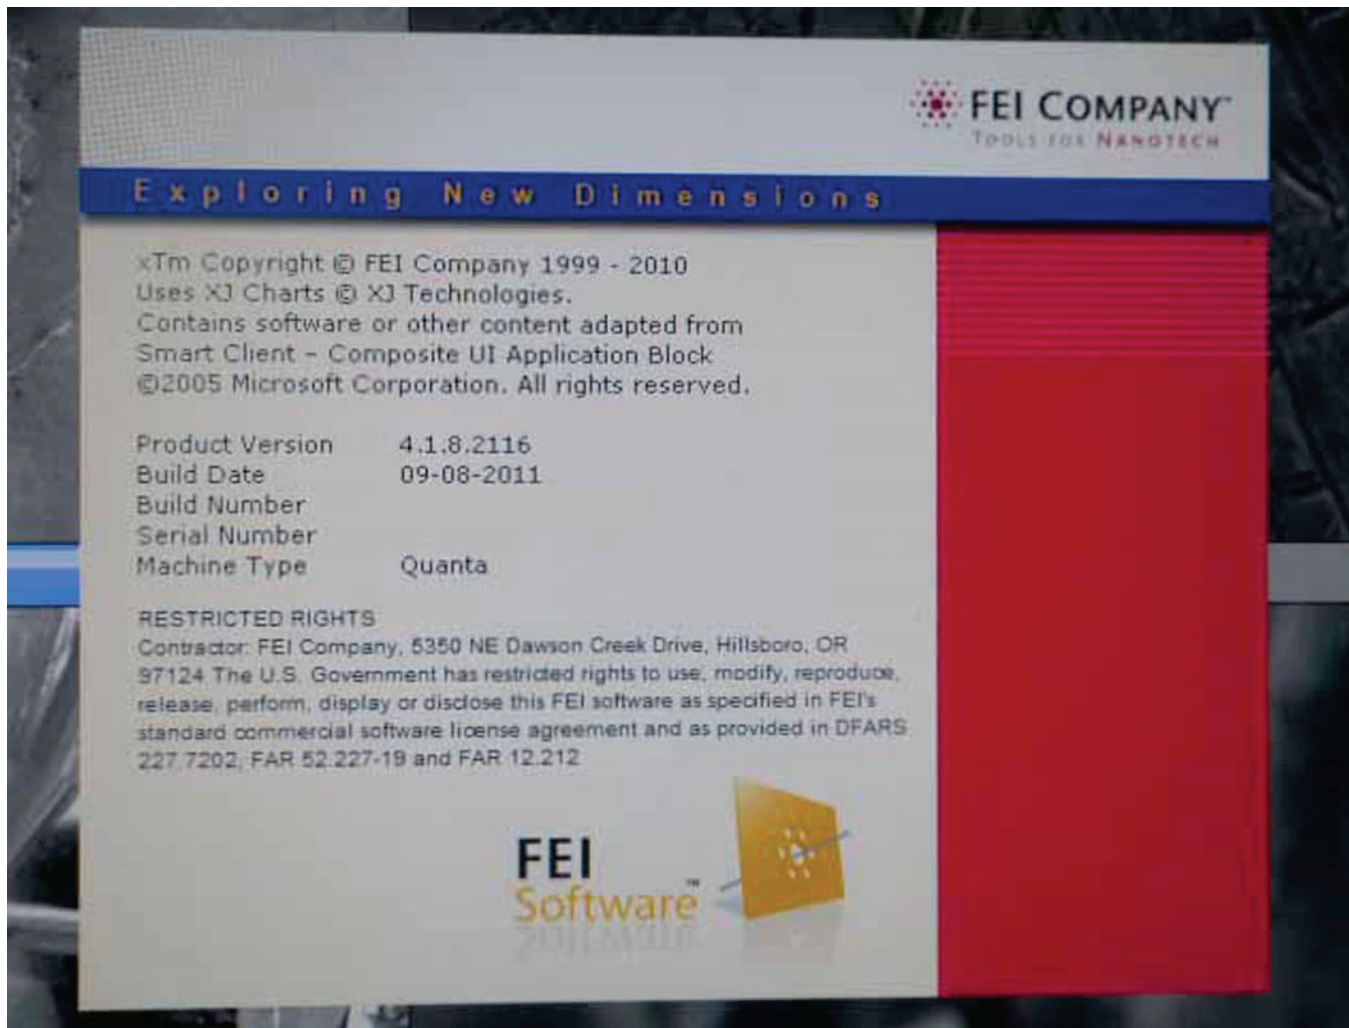 FEI COMPANY™
TOOLS FOR NANOTECH
Exploring New Dimensions
xTm Copyright © FEI Company 1999 - 2010
Uses XJ Charts © XJ Technologies.
Contains software or other content adapted from
Smart Client – Composite UI Application Block
©2005 Microsoft Corporation. All rights reserved.
Product Version 4.1.8.2116
Build Date 09-08-2011
Build Number
Serial Number
Machine Type Quanta
RESTRICTED RIGHTS
Contractor: FEI Company, 5350 NE Dawson Creek Drive, Hillsboro, OR
97124 The U.S. Government has restricted rights to use, modify, reproduce,
release, perform, display or disclose this FEI software as specified in FEI's
standard commercial software license agreement and as provided in DFARS
227.7202, FAR 52.227-19 and FAR 12.212
FEI
Software™